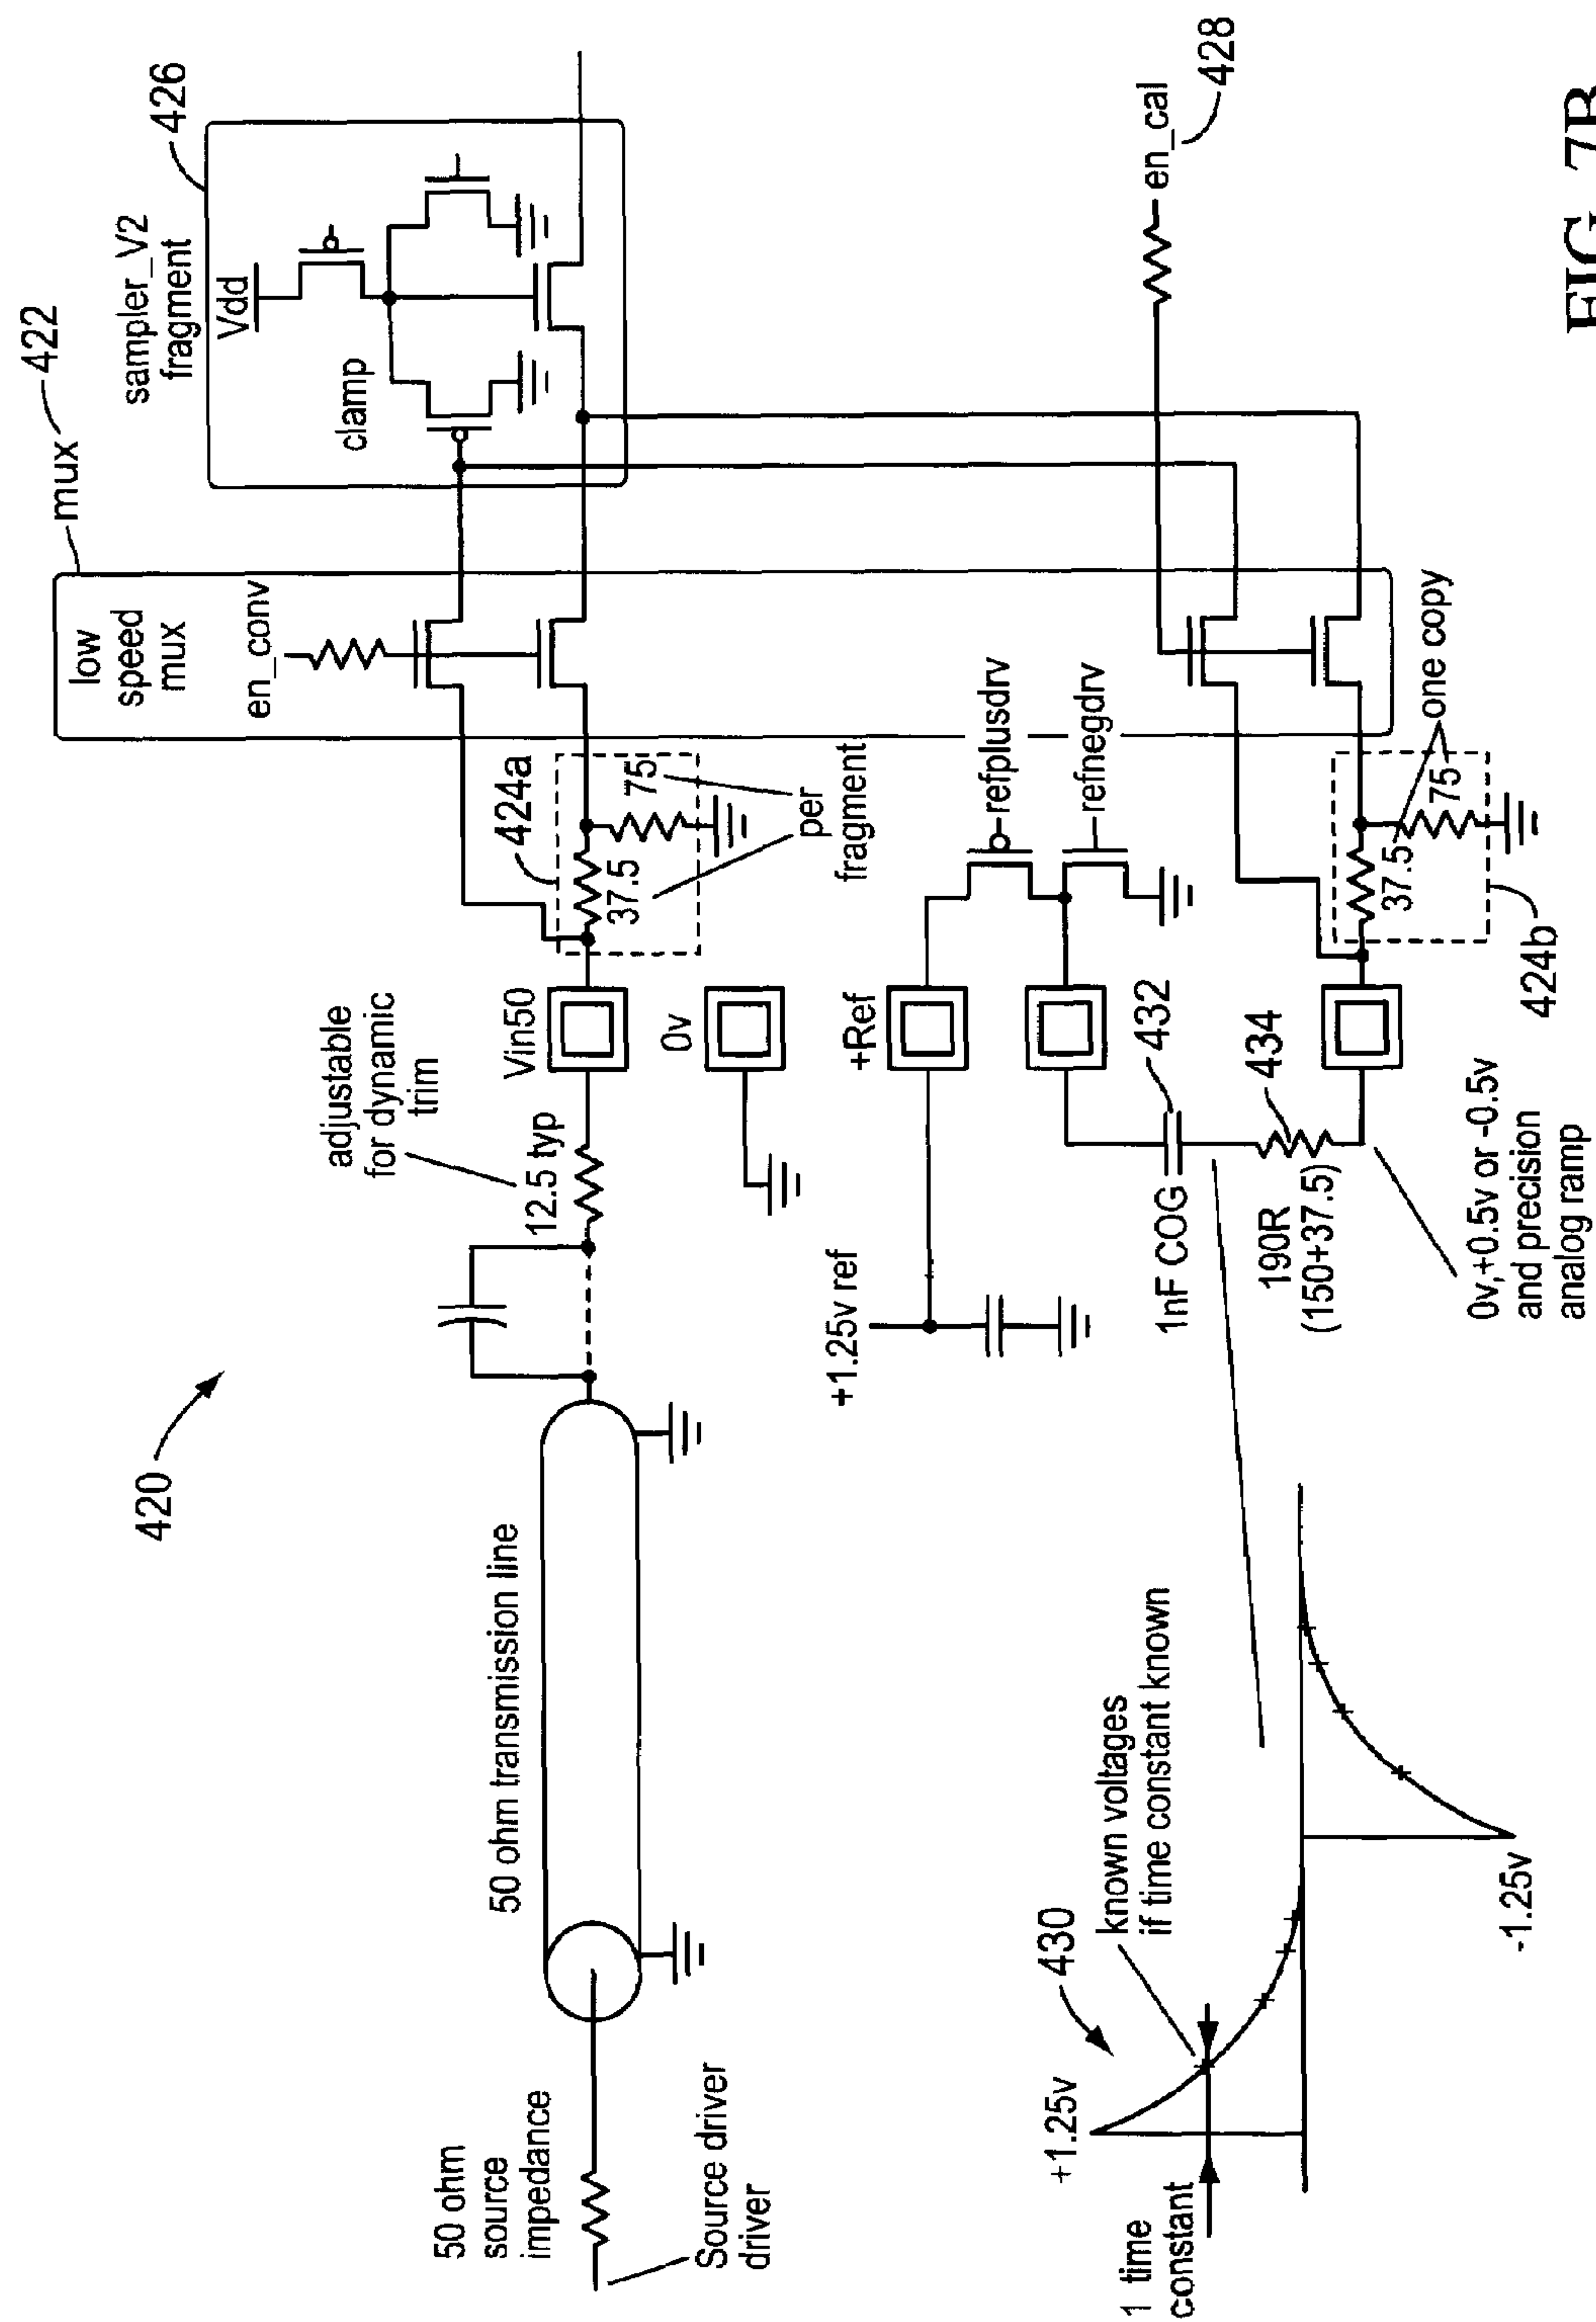 420
50 ohm
source
impedance
Source driver
driver
50 ohm transmission line
adjustable
for dynamic
trim
12.5 typ
Vin50
0v
424a
37.5
75
per
fragment
low
speed
mux
en_conv
mux
422
sampler_V2
fragment
426
Vdd
clamp
+1.25v ref
+Ref
refplusdrv
refnegdrv
en_cal
428
432
1nF COG
434
190R
(150+37.5)
0v,+0.5v or -0.5v
and precision
analog ramp
37.5
75
one copy
424b
430
known voltages
if time constant known
+1.25v
1 time
constant
-1.25v
FIG. 7B